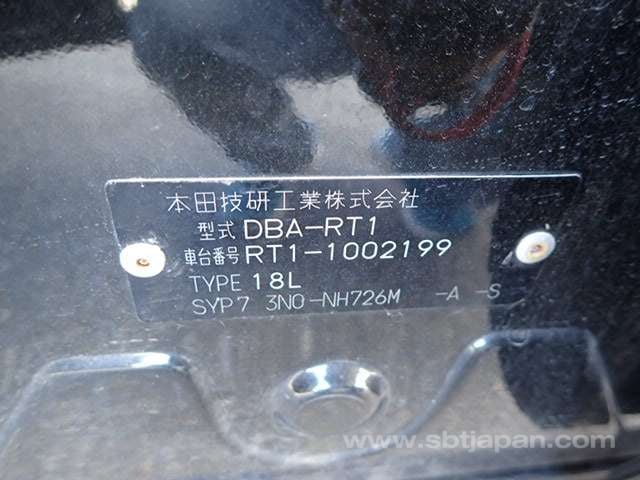 本田技研工業株式会社
型式 DBA-RT1
車台番号 RT1-1002199
TYPE 18L
SYP7 3N0-NH726M -A -S
www.sbtjapan.com